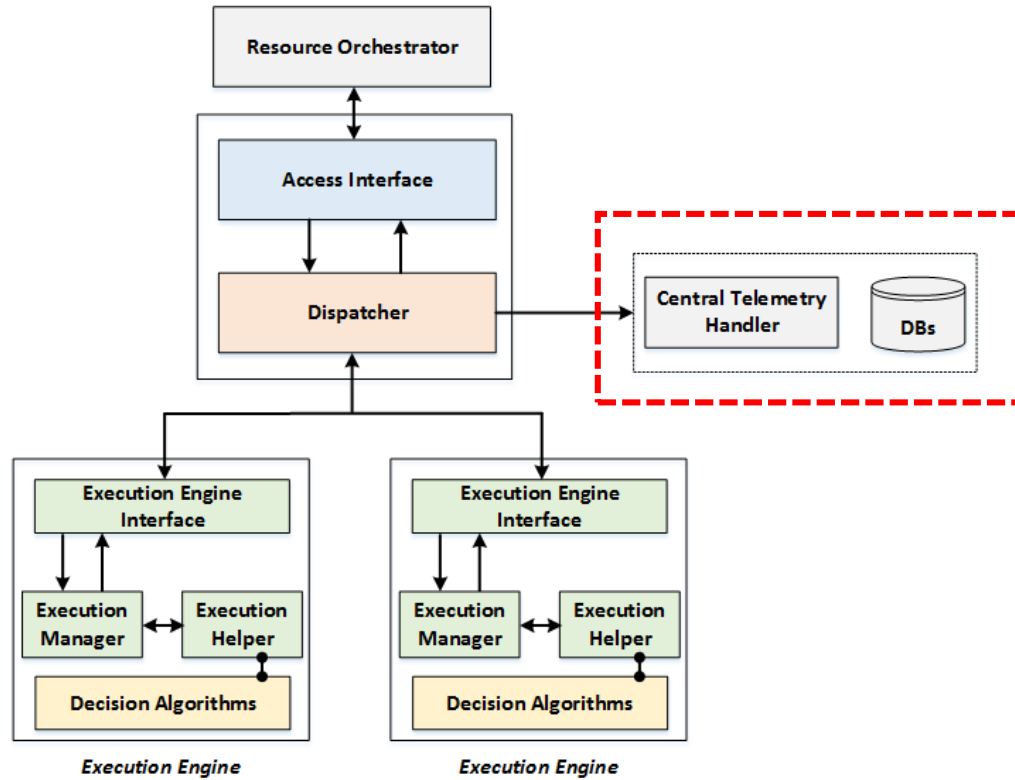 Resource Orchestrator
Access Interface
Dispatcher
Central Telemetry
Handler
DBs
Execution Engine
Interface
Execution
Manager
Execution
Helper
Decision Algorithms
Execution Engine
Execution Engine
Interface
Execution
Manager
Execution
Helper
Decision Algorithms
Execution Engine